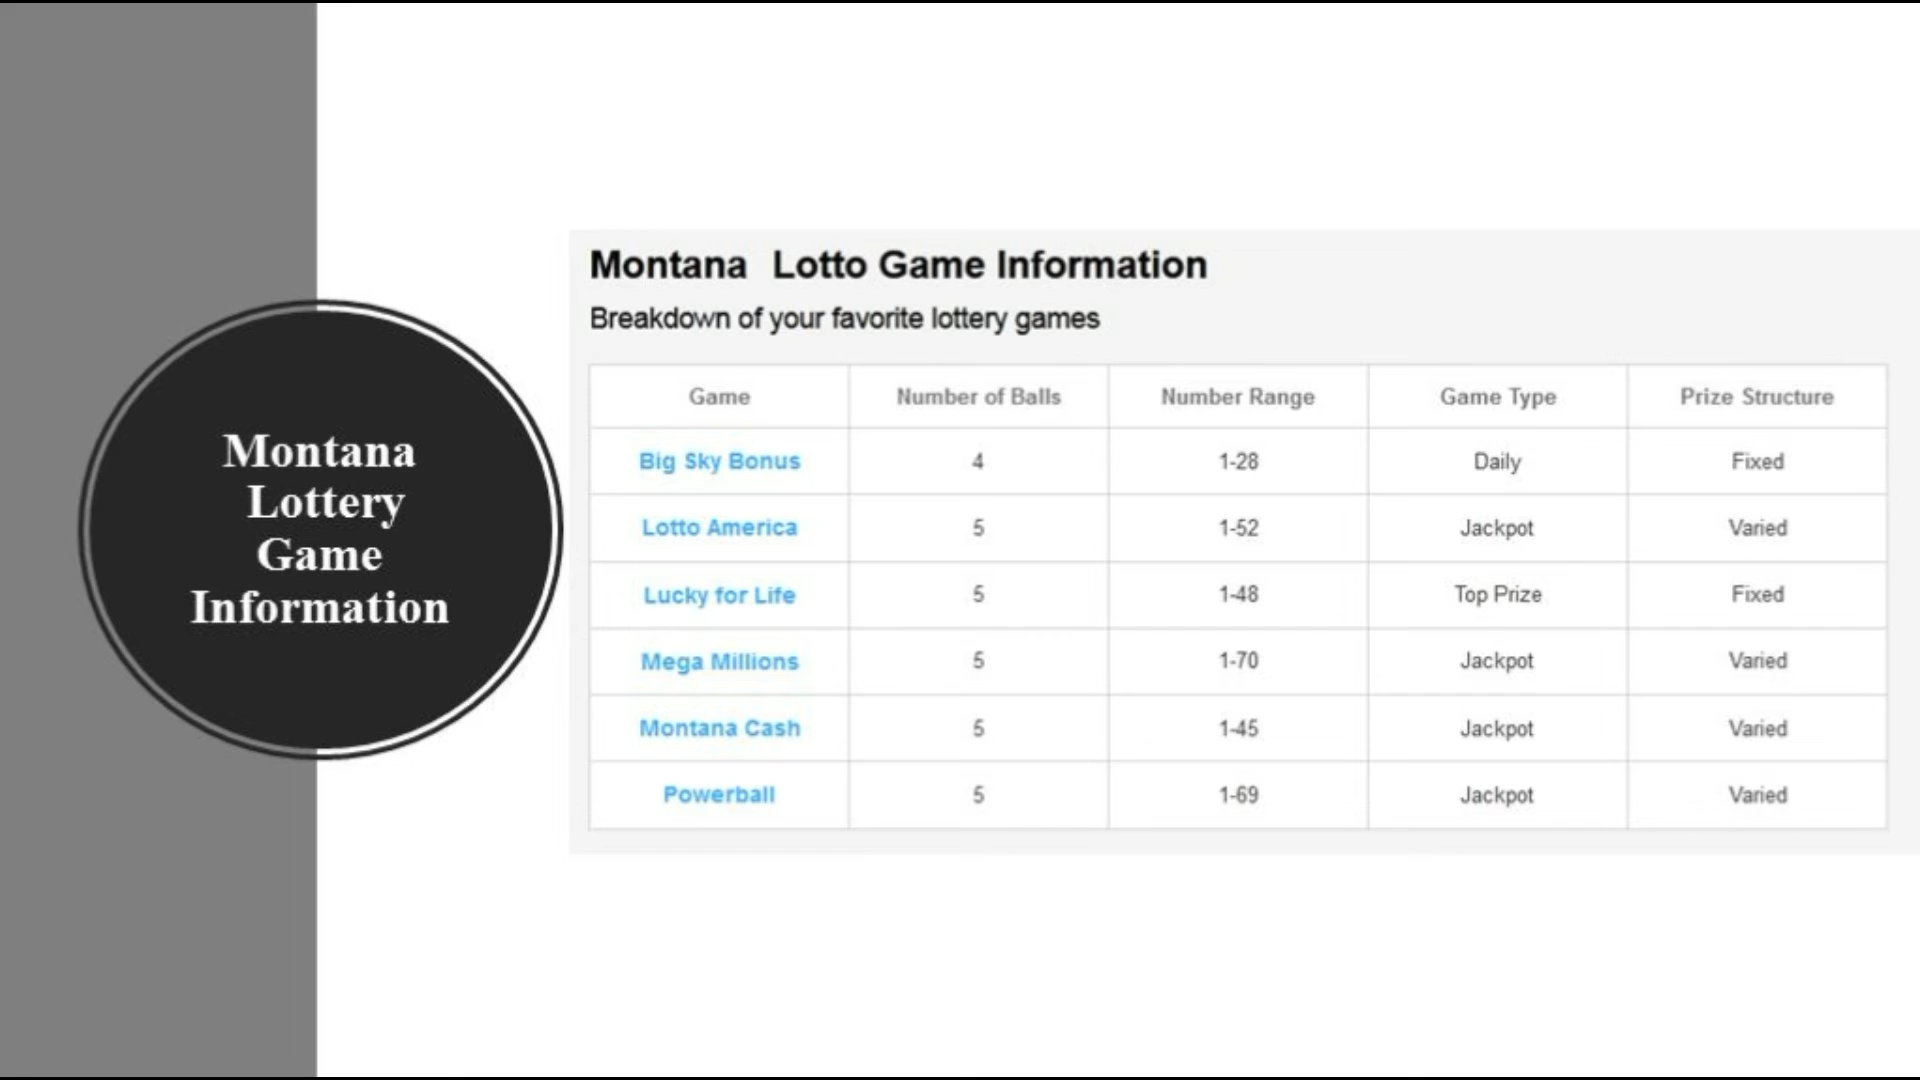 Montana
Lottery
Game
Information
Montana Lotto Game Information
Breakdown of your favorite lottery games
Game Number of Balls Number Range Game Type Prize Structure
Big Sky Bonus 4 1-28 Daily Fixed
Lotto America 5 1-52 Jackpot Varied
Lucky for Life 5 1-48 Top Prize Fixed
Mega Millions 5 1-70 Jackpot Varied
Montana Cash 5 1-45 Jackpot Varied
Powerball 5 1-69 Jackpot Varied